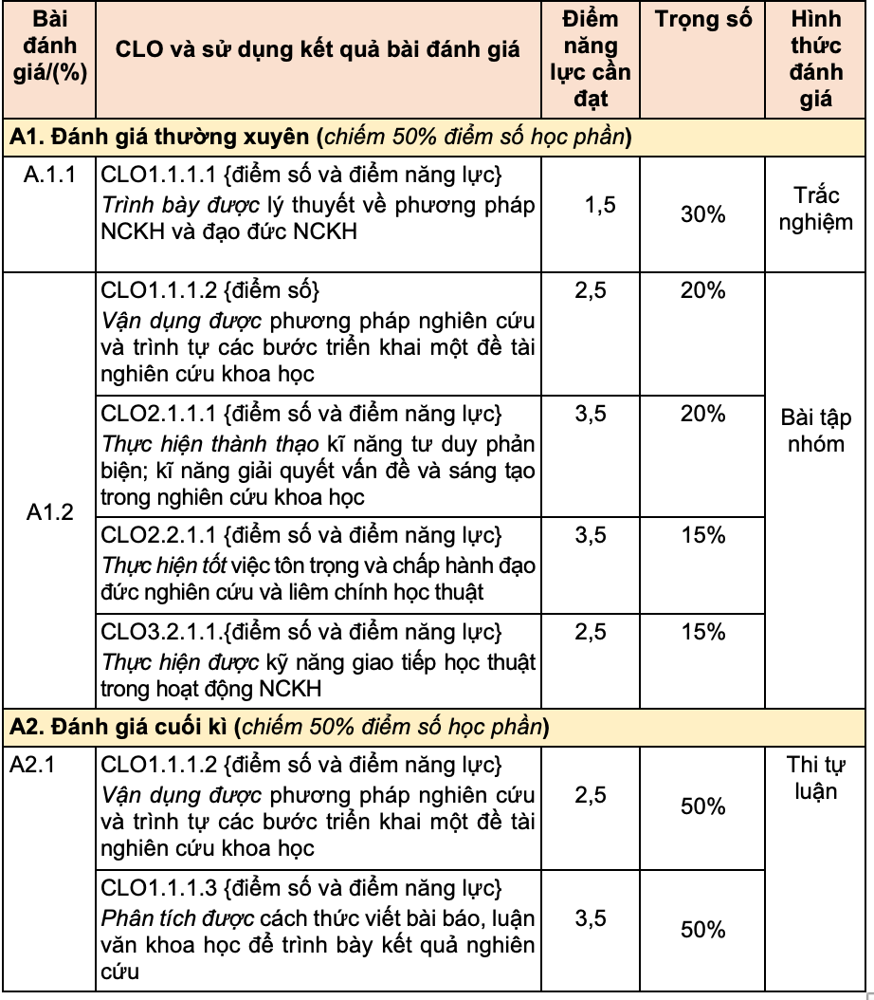 Bài
đánh
giá/(%)
CLO và sử dụng kết quả bài đánh giá
Điểm
năng
lực cần
đạt
Trọng số
Hình
thức
đánh
giá
A1. Đánh giá thường xuyên (chiếm 50% điểm số học phần)
A.1.1
CLO1.1.1.1 {điểm số và điểm năng lực}
Trình bày được lý thuyết về phương pháp
NCKH và đạo đức NCKH
1,5
30%
Trắc
nghiệm
A1.2
CLO1.1.1.2 {điểm số}
Vận dụng được phương pháp nghiên cứu
và trình tự các bước triển khai một đề tài
nghiên cứu khoa học
2,5
20%
Bài tập
nhóm
CLO2.1.1.1 {điểm số và điểm năng lực}
Thực hiện thành thạo kĩ năng tư duy phản
biện; kĩ năng giải quyết vấn đề và sáng tạo
trong nghiên cứu khoa học
3,5
20%
CLO2.2.1.1 {điểm số và điểm năng lực}
Thực hiện tốt việc tôn trọng và chấp hành đạo
đức nghiên cứu và liêm chính học thuật
3,5
15%
CLO3.2.1.1.{điểm số và điểm năng lực}
Thực hiện được kỹ năng giao tiếp học thuật
trong hoạt động NCKH
2,5
15%
A2. Đánh giá cuối kì (chiếm 50% điểm số học phần)
A2.1
CLO1.1.1.2 {điểm số và điểm năng lực}
Vận dụng được phương pháp nghiên cứu
và trình tự các bước triển khai một đề tài
nghiên cứu khoa học
2,5
50%
Thi tự
luận
CLO1.1.1.3 {điểm số và điểm năng lực}
Phân tích được cách thức viết bài báo, luận
văn khoa học để trình bày kết quả nghiên
cứu
3,5
50%